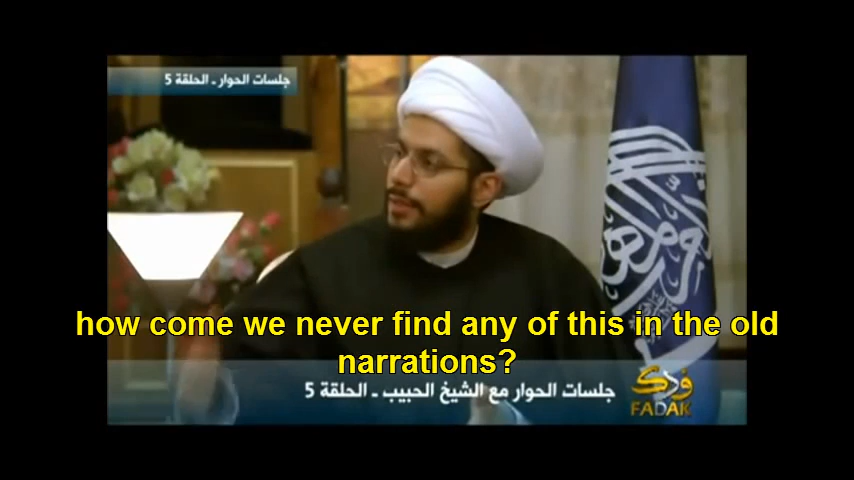 جلسات الحوار - الحلقة 5
how come we never find any of this in the old
narrations?
جلسات الحوار مع الشيخ الحبيب - الحلقة 5
فدك
FADAK